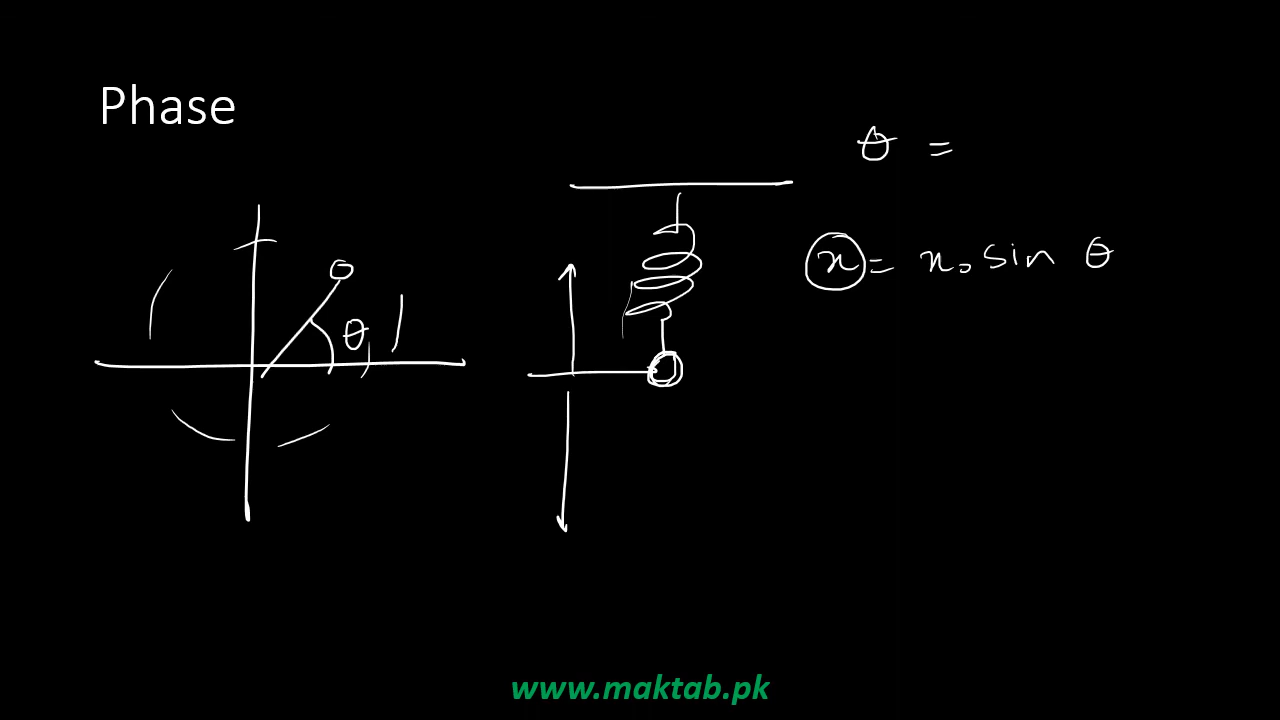 Phase
θ =
x = x₀ sin θ
θ
www.maktab.pk